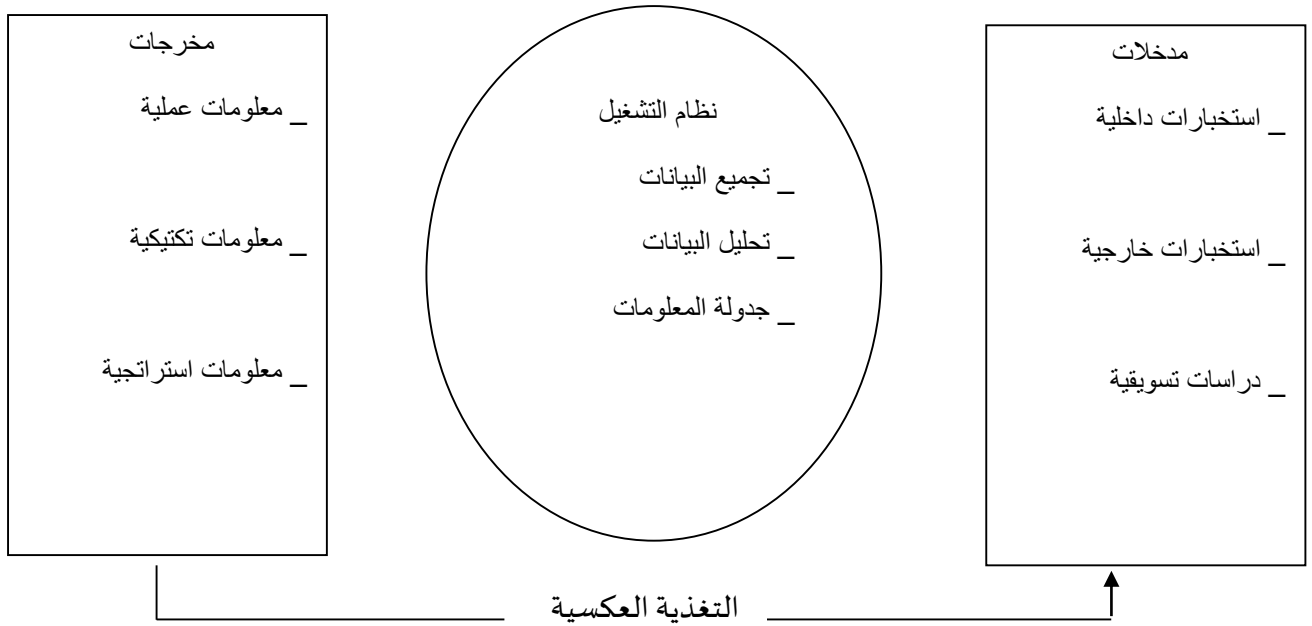 مدخلات
_ استخبارات داخلية
_ استخبارات خارجية
_ دراسات تسويقية
نظام التشغيل
_ تجميع البيانات
_ تحليل البيانات
_ جدولة المعلومات
مخرجات
_ معلومات عملية
_ معلومات تكتيكية
_ معلومات استراتجية
التغذية العكسية